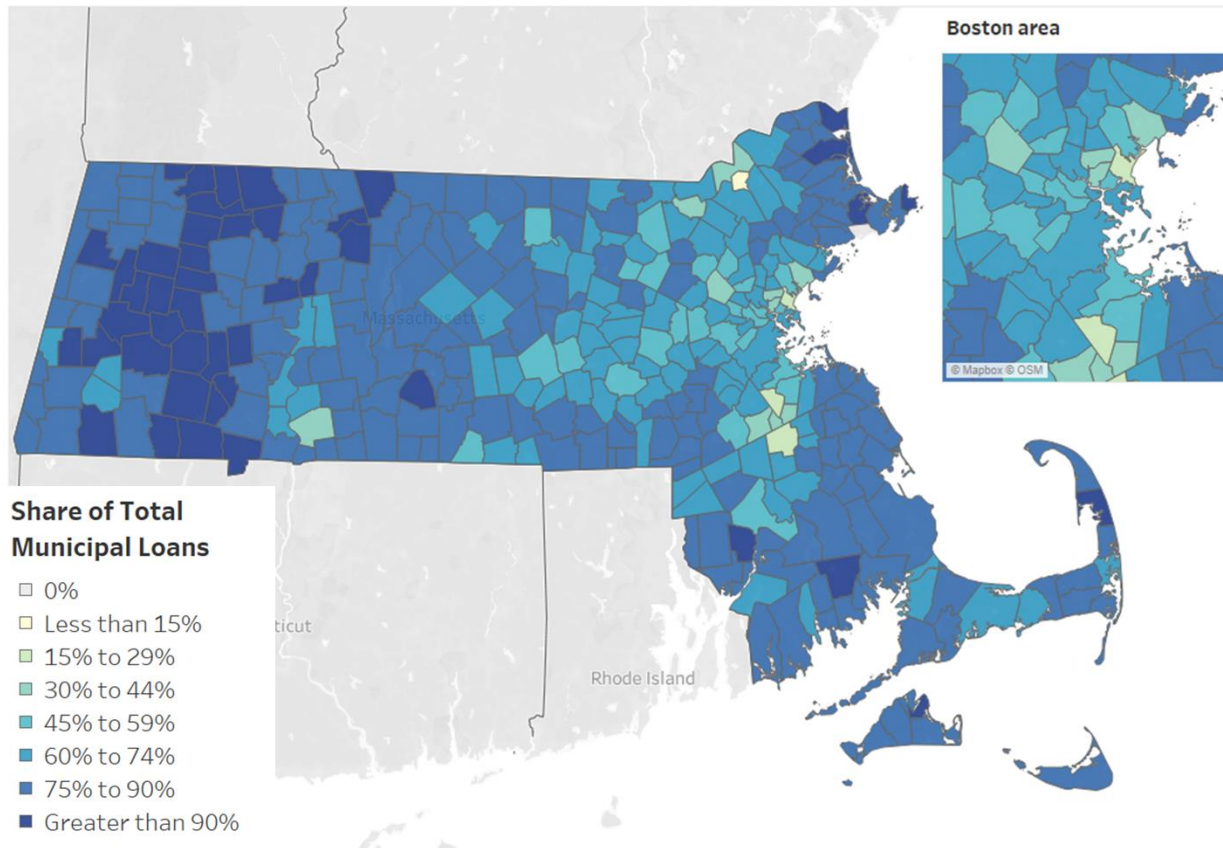 Boston area
© Mapbox © OSM
Massachusetts
Share of Total
Municipal Loans
0%
Less than 15%
ticut
15% to 29%
30% to 44%
Rhode Island
45% to 59%
60% to 74%
75% to 90%
Greater than 90%